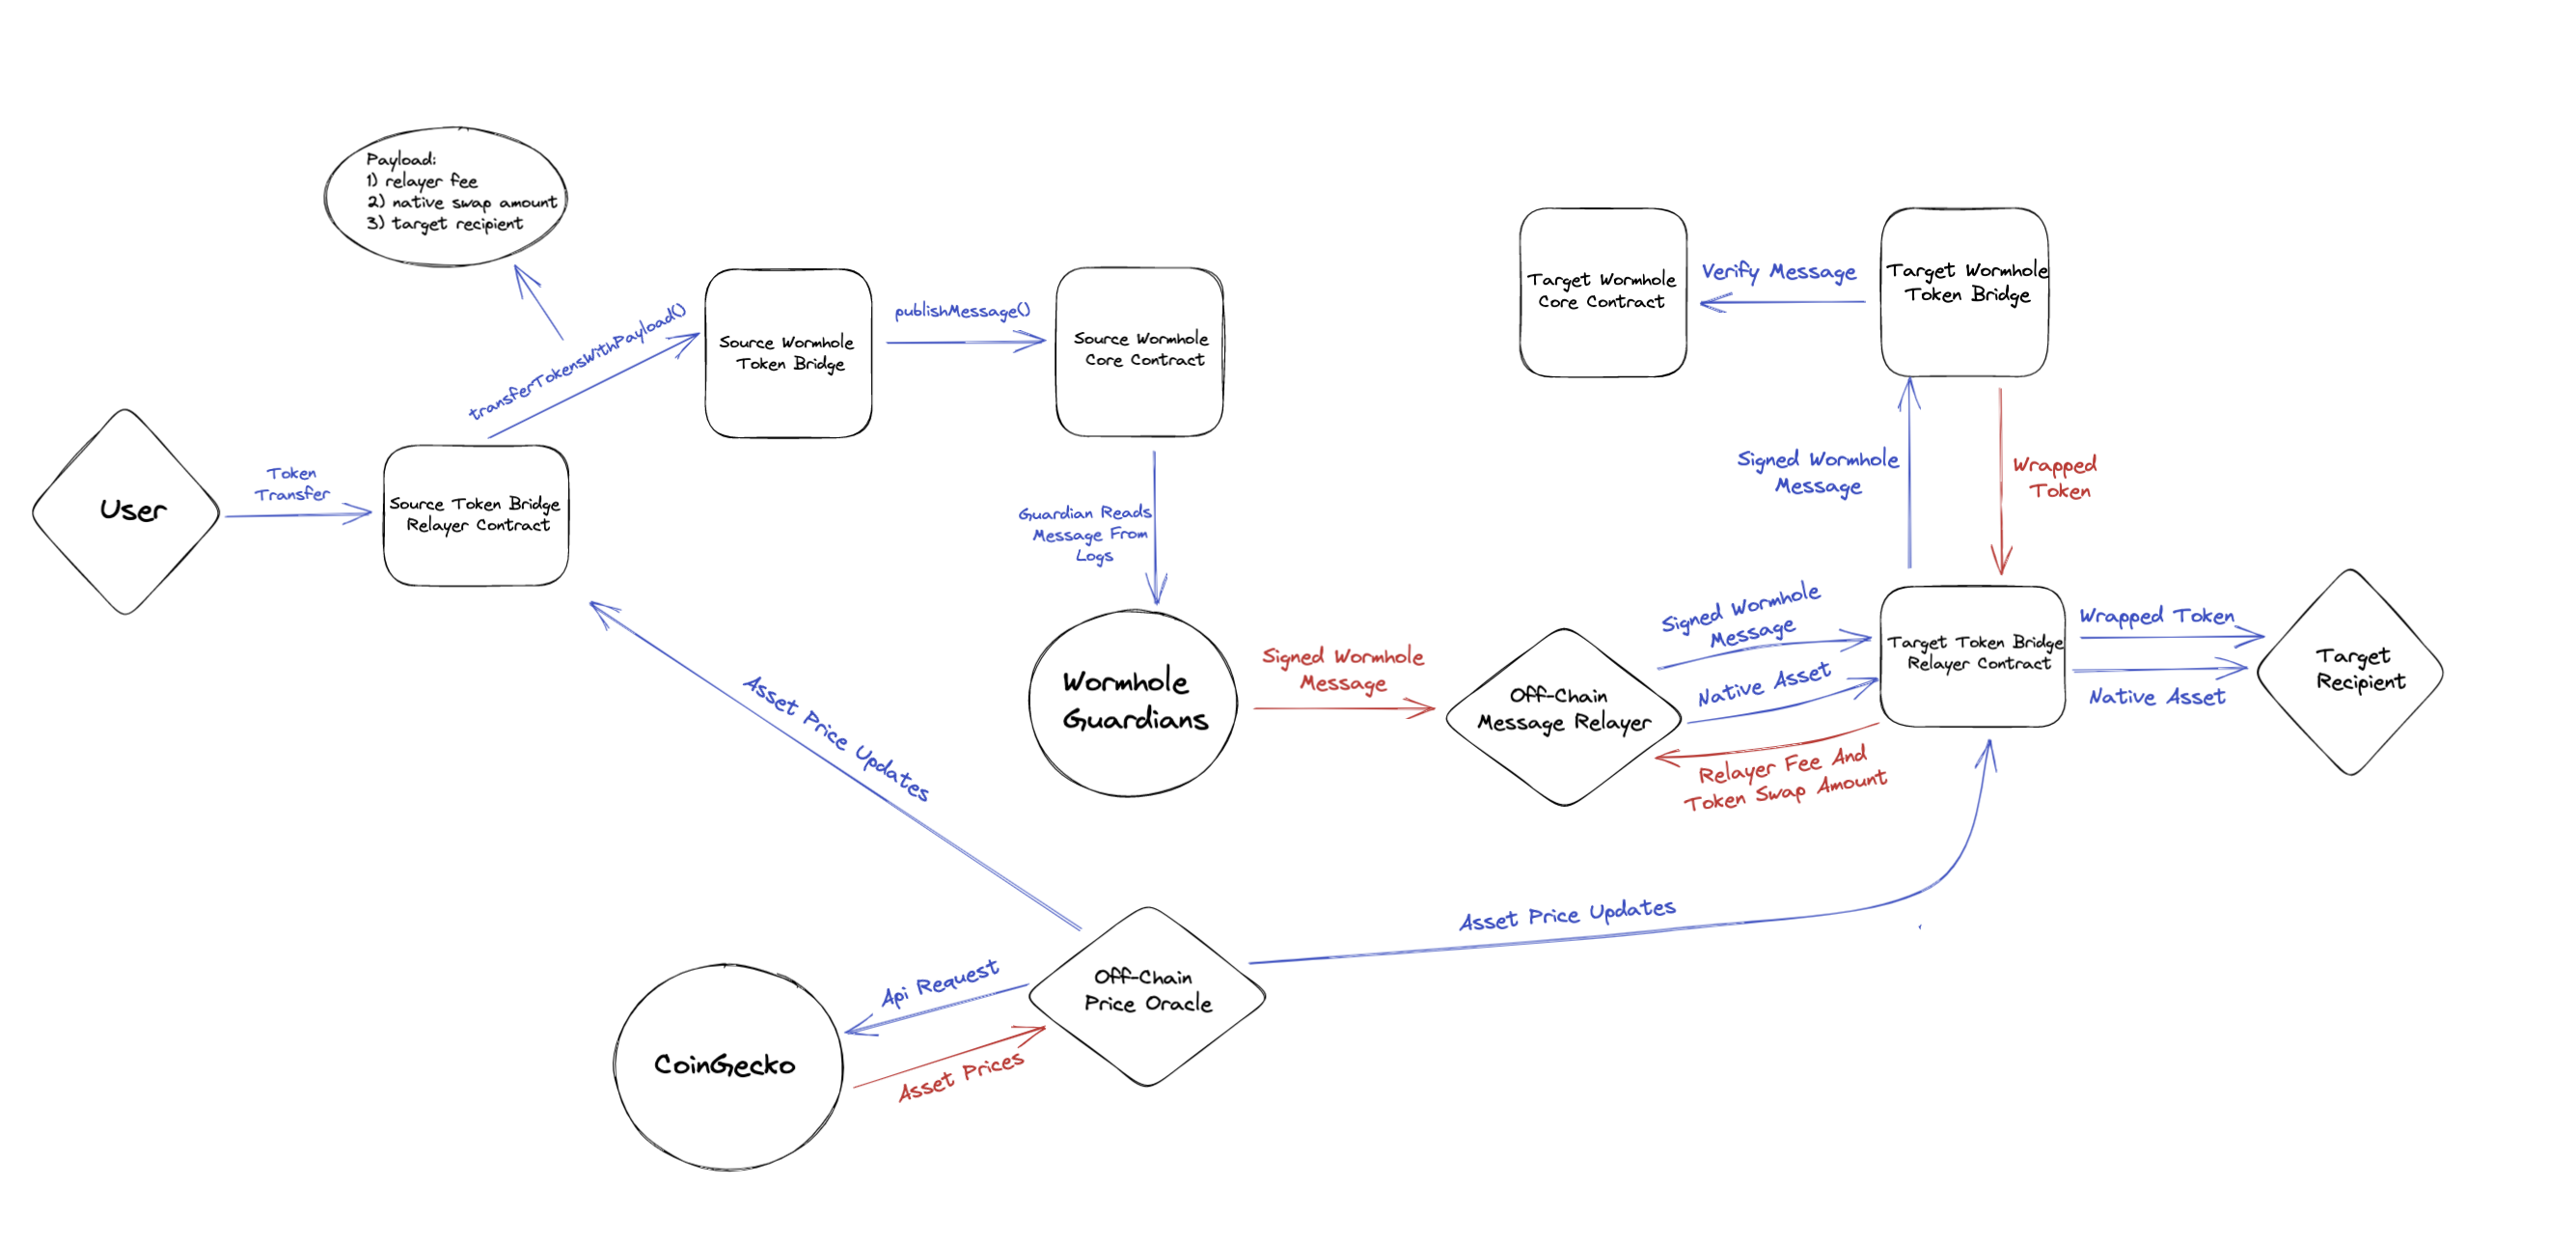 Payload:
1) relayer fee
2) native swap amount
3) target recipient
transferTokensWithPayload()
Source Wormhole
Token Bridge
publishMessage()
Source Wormhole
Core Contract
Target Wormhole
Core Contract
Verify Message
Target Wormhole
Token Bridge
User
Token
Transfer
Source Token Bridge
Relayer Contract
Guardian Reads
Message From
Logs
Signed Wormhole
Message
Wrapped
Token
Wormhole
Guardians
Signed Wormhole
Message
Off-Chain
Message Relayer
Signed Wormhole
Message
Native Asset
Relayer Fee And
Token Swap Amount
Target Token Bridge
Relayer Contract
Wrapped Token
Native Asset
Target
Recipient
Asset Price Updates
Asset Price Updates
Off-Chain
Price Oracle
Api Request
Asset Prices
CoinGecko